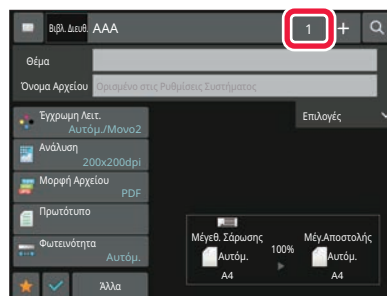 Βιβλ. Διευθ. AAA 1 +
Θέμα
Όνομα Αρχείου Ορισμένο στις Ρυθμίσεις Συστήματος
Έγχρωμη Λειτ.
Αυτόμ./Μονο2
Επιλογές
Ανάλυση
200x200dpi
Μορφή Αρχείου
PDF
Πρωτότυπο
Φωτεινότητα
Αυτόμ.
Μέγεθ. Σάρωσης 100% Μέγ.Αποστολής
Αυτόμ. Αυτόμ.
A4 A4
Άλλα